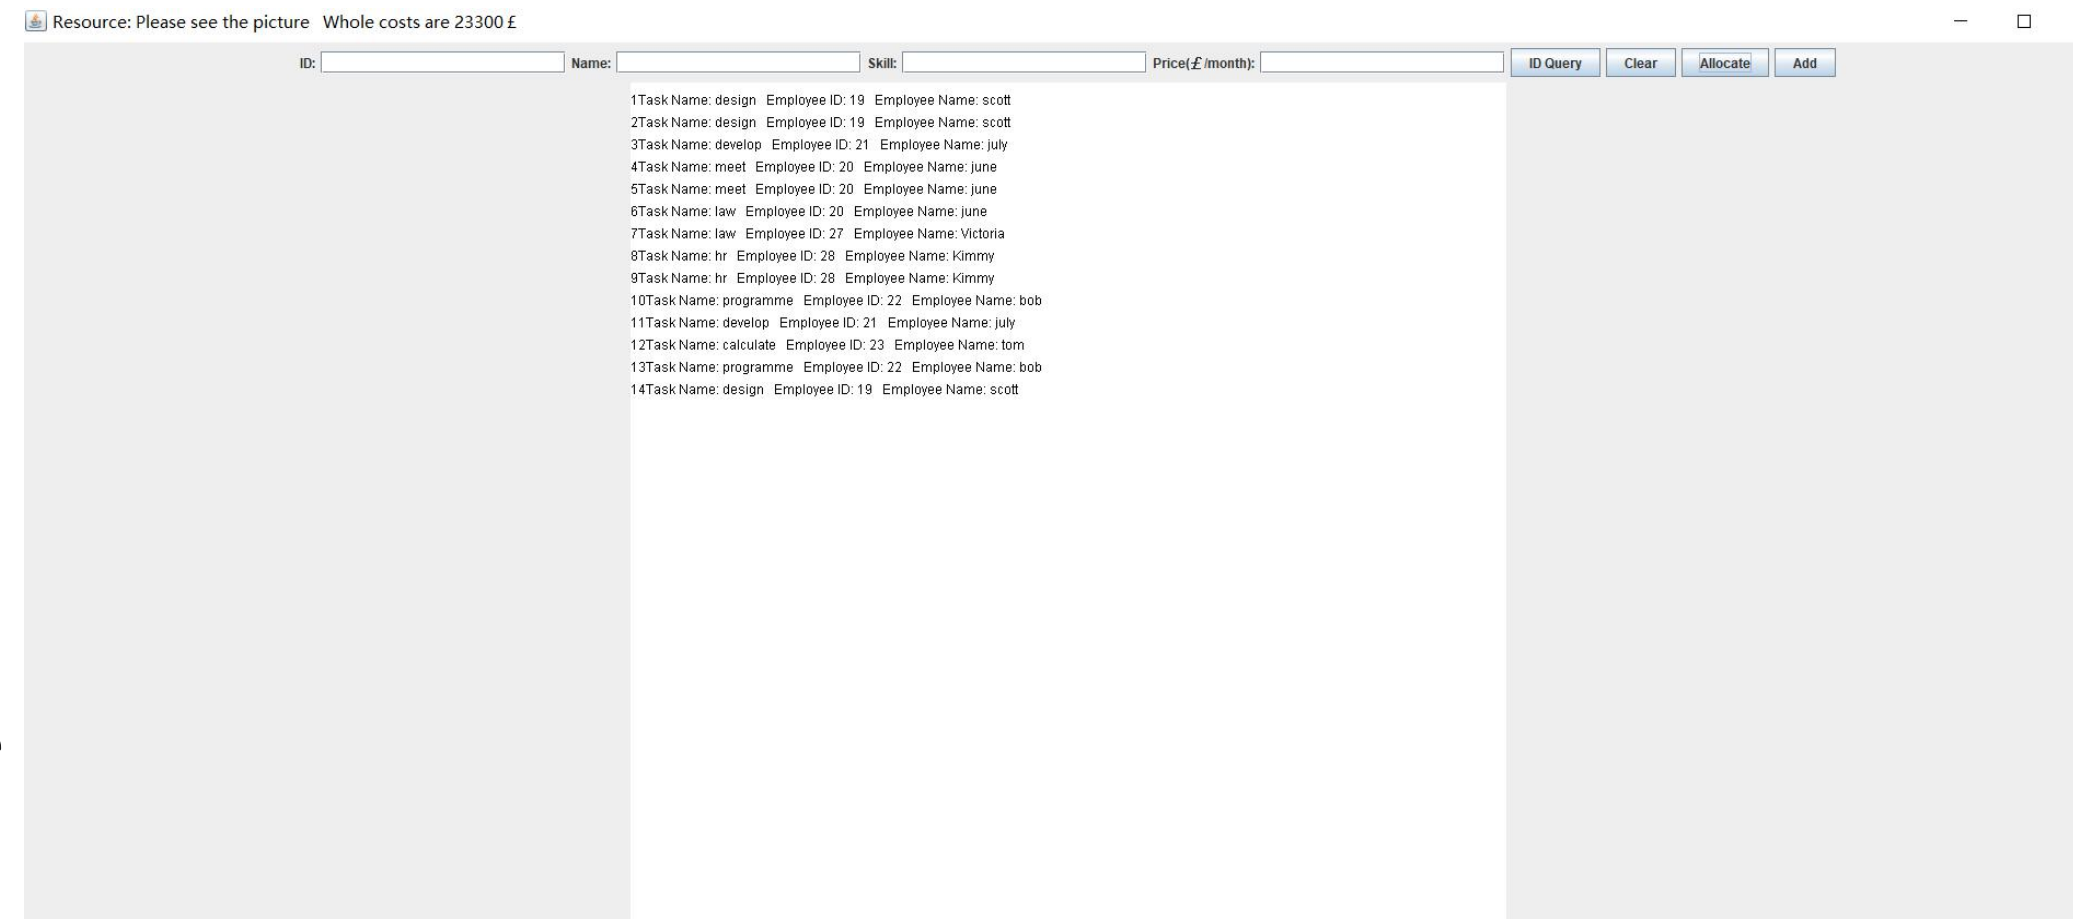 Resource: Please see the picture   Whole costs are 23300 £
ID: Name: Skill: Price(£/month): ID Query Clear Allocate Add
1Task Name: design   Employee ID: 19   Employee Name: scott
2Task Name: design   Employee ID: 19   Employee Name: scott
3Task Name: develop   Employee ID: 21   Employee Name: july
4Task Name: meet   Employee ID: 20   Employee Name: june
5Task Name: meet   Employee ID: 20   Employee Name: june
6Task Name: law   Employee ID: 20   Employee Name: june
7Task Name: law   Employee ID: 27   Employee Name: Victoria
8Task Name: hr   Employee ID: 28   Employee Name: Kimmy
9Task Name: hr   Employee ID: 28   Employee Name: Kimmy
10Task Name: programme   Employee ID: 22   Employee Name: bob
11Task Name: develop   Employee ID: 21   Employee Name: july
12Task Name: calculate   Employee ID: 23   Employee Name: tom
13Task Name: programme   Employee ID: 22   Employee Name: bob
14Task Name: design   Employee ID: 19   Employee Name: scott